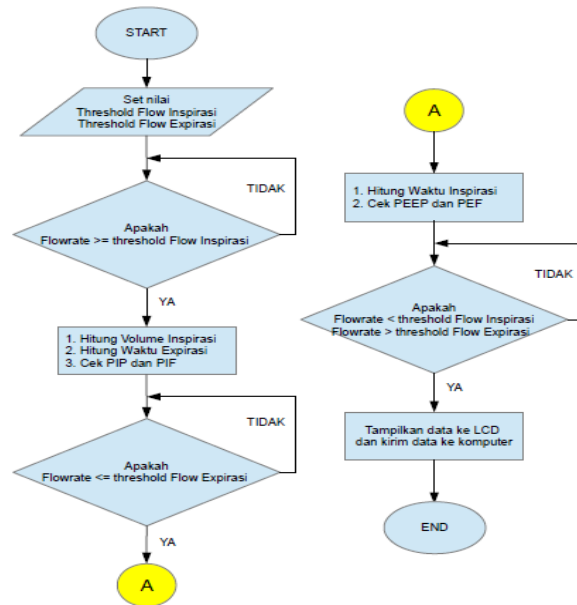 START
Set nilai
Threshold Flow Inspirasi
Threshold Flow Expirasi
TIDAK
Apakah
Flowrate >= threshold Flow Inspirasi
YA
1. Hitung Volume Inspirasi
2. Hitung Waktu Expirasi
3. Cek PIP dan PIF
TIDAK
Apakah
Flowrate <= threshold Flow Expirasi
YA
A
A
1. Hitung Waktu Inspirasi
2. Cek PEEP dan PEF
TIDAK
Apakah
Flowrate < threshold Flow Inspirasi
Flowrate > threshold Flow Expirasi
YA
Tampilkan data ke LCD
dan kirim data ke komputer
END